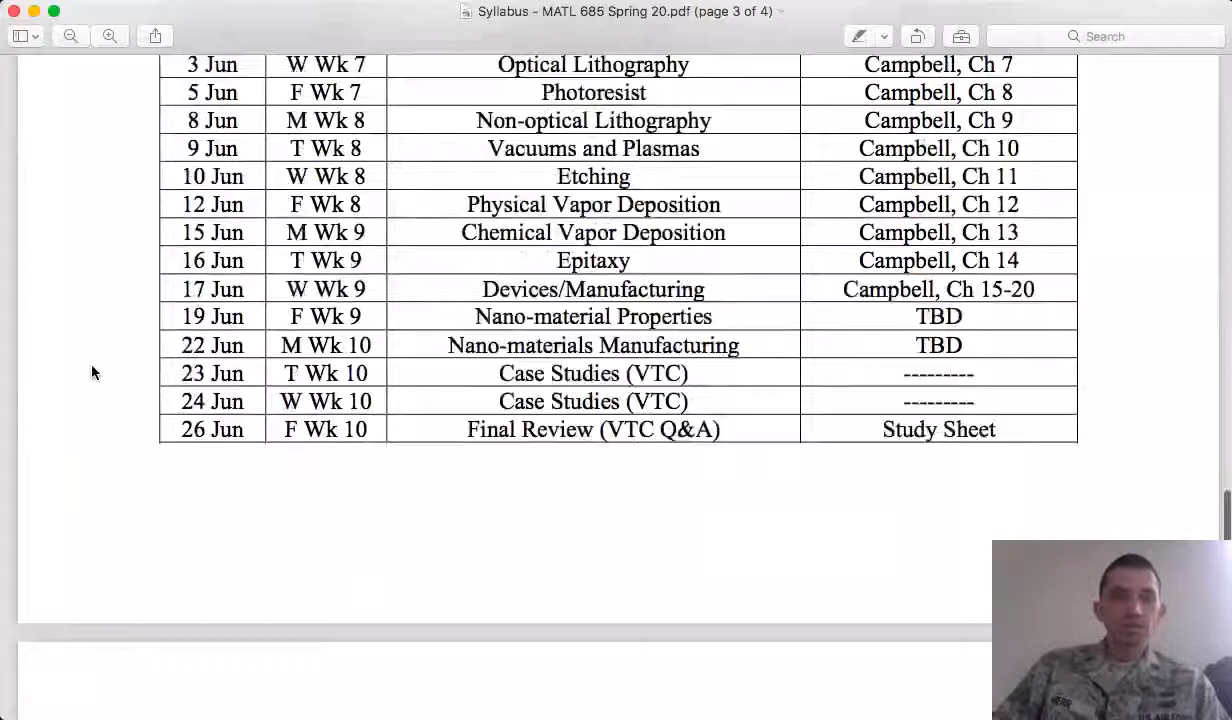 Syllabus - MATL 685 Spring 20.pdf (page 3 of 4)
Search
3 Jun W Wk 7 Optical Lithography Campbell, Ch 7
5 Jun F Wk 7 Photoresist Campbell, Ch 8
8 Jun M Wk 8 Non-optical Lithography Campbell, Ch 9
9 Jun T Wk 8 Vacuums and Plasmas Campbell, Ch 10
10 Jun W Wk 8 Etching Campbell, Ch 11
12 Jun F Wk 8 Physical Vapor Deposition Campbell, Ch 12
15 Jun M Wk 9 Chemical Vapor Deposition Campbell, Ch 13
16 Jun T Wk 9 Epitaxy Campbell, Ch 14
17 Jun W Wk 9 Devices/Manufacturing Campbell, Ch 15-20
19 Jun F Wk 9 Nano-material Properties TBD
22 Jun M Wk 10 Nano-materials Manufacturing TBD
23 Jun T Wk 10 Case Studies (VTC) ---------
24 Jun W Wk 10 Case Studies (VTC) ---------
26 Jun F Wk 10 Final Review (VTC Q&A) Study Sheet